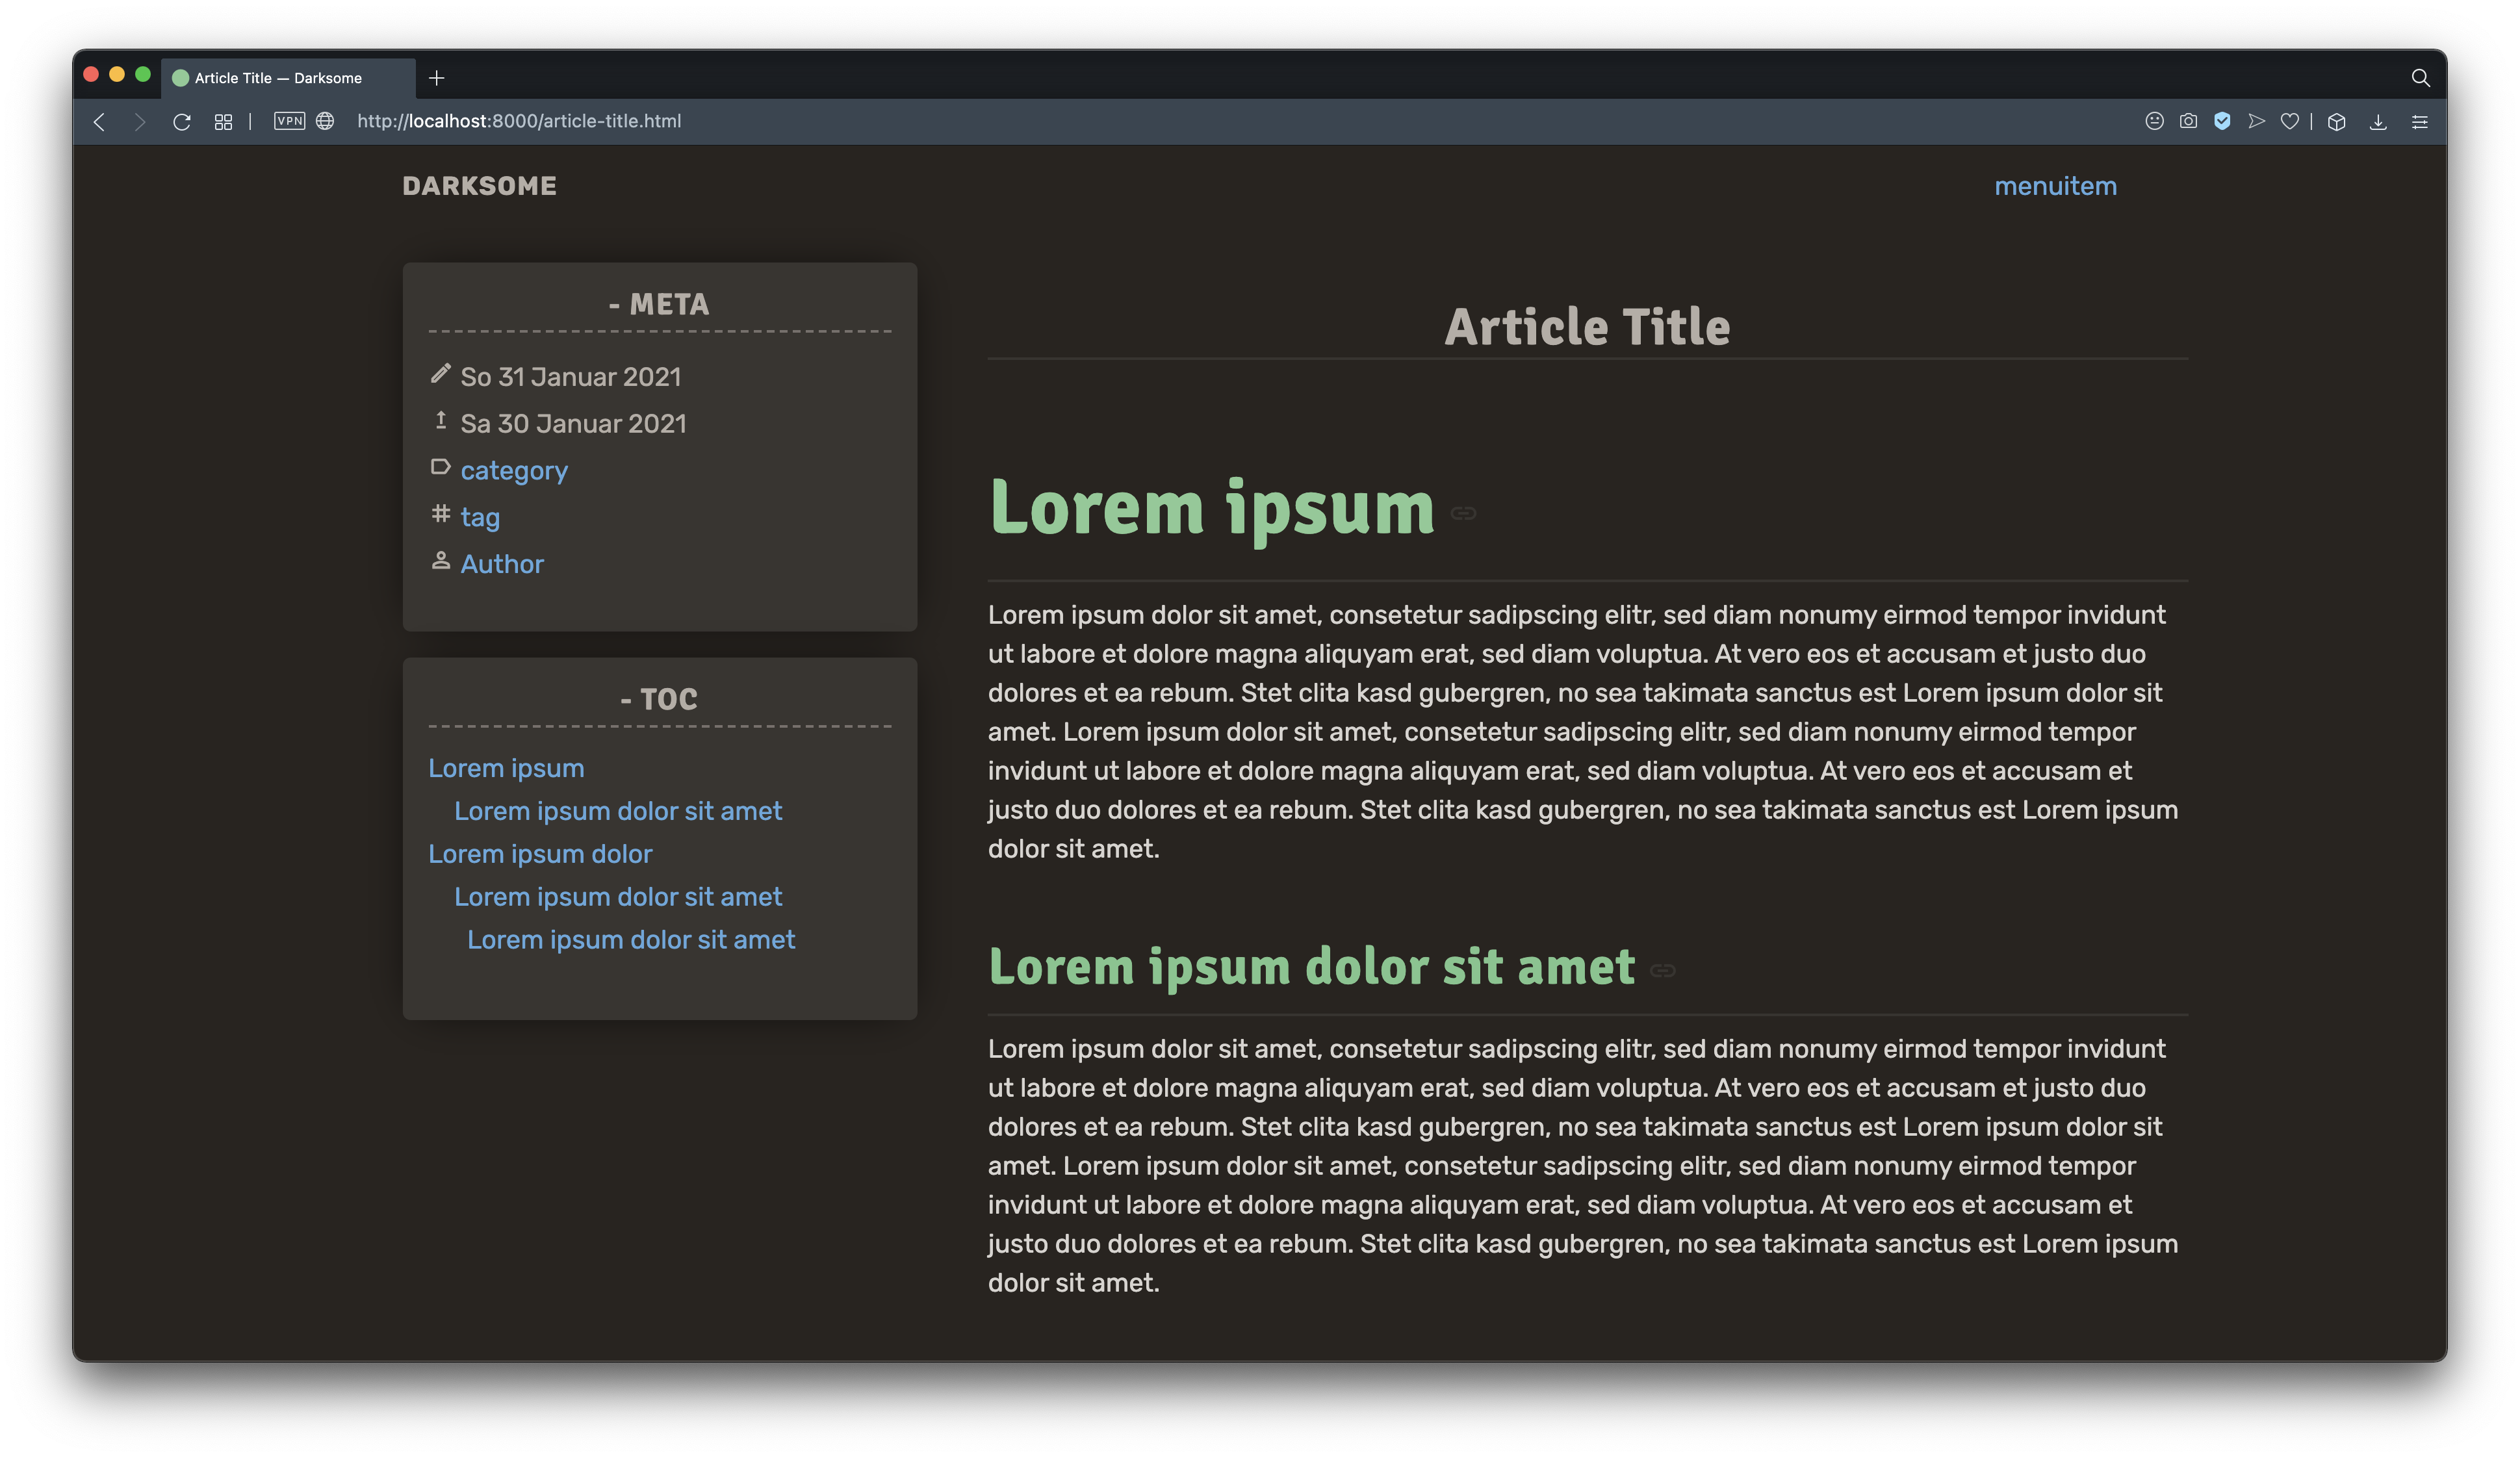 Article Title — Darksome
VPN
http://localhost:8000/article-title.html
DARKSOME
menuitem
- META
So 31 Januar 2021
Sa 30 Januar 2021
category
tag
Author
- TOC
Lorem ipsum
Lorem ipsum dolor sit amet
Lorem ipsum dolor
Lorem ipsum dolor sit amet
Lorem ipsum dolor sit amet
Article Title
Lorem ipsum
Lorem ipsum dolor sit amet, consetetur sadipscing elitr, sed diam nonumy eirmod tempor invidunt
ut labore et dolore magna aliquyam erat, sed diam voluptua. At vero eos et accusam et justo duo
dolores et ea rebum. Stet clita kasd gubergren, no sea takimata sanctus est Lorem ipsum dolor sit
amet. Lorem ipsum dolor sit amet, consetetur sadipscing elitr, sed diam nonumy eirmod tempor
invidunt ut labore et dolore magna aliquyam erat, sed diam voluptua. At vero eos et accusam et
justo duo dolores et ea rebum. Stet clita kasd gubergren, no sea takimata sanctus est Lorem ipsum
dolor sit amet.
Lorem ipsum dolor sit amet
Lorem ipsum dolor sit amet, consetetur sadipscing elitr, sed diam nonumy eirmod tempor invidunt
ut labore et dolore magna aliquyam erat, sed diam voluptua. At vero eos et accusam et justo duo
dolores et ea rebum. Stet clita kasd gubergren, no sea takimata sanctus est Lorem ipsum dolor sit
amet. Lorem ipsum dolor sit amet, consetetur sadipscing elitr, sed diam nonumy eirmod tempor
invidunt ut labore et dolore magna aliquyam erat, sed diam voluptua. At vero eos et accusam et
justo duo dolores et ea rebum. Stet clita kasd gubergren, no sea takimata sanctus est Lorem ipsum
dolor sit amet.